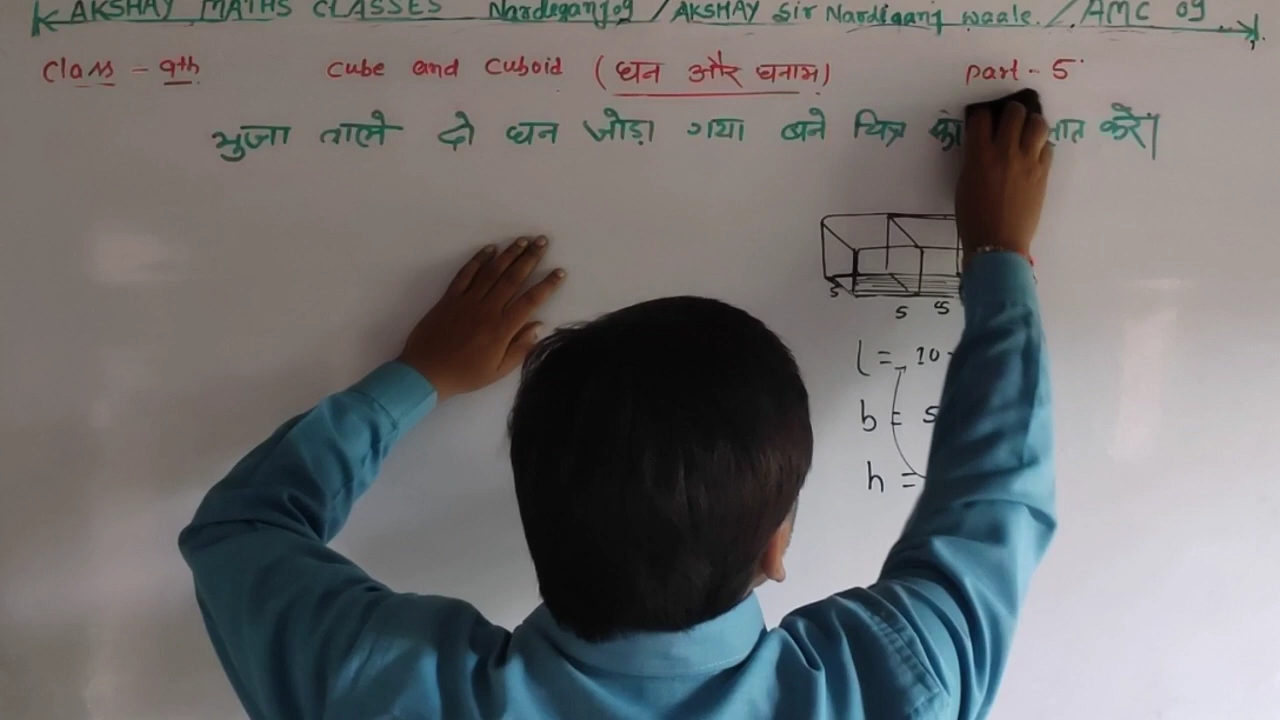 AKSHAY MATHS CLASSES Nardiganj 09 / AKSHAY Sir Nardiganj waale. / AMC 09
Class - 9th cube and cuboid (घन और घनाभ) part - 5
भुजा ताले दो घन जोड़ा गया बने चित्र करें।
5
5 5
l = 10
b = 5
h =